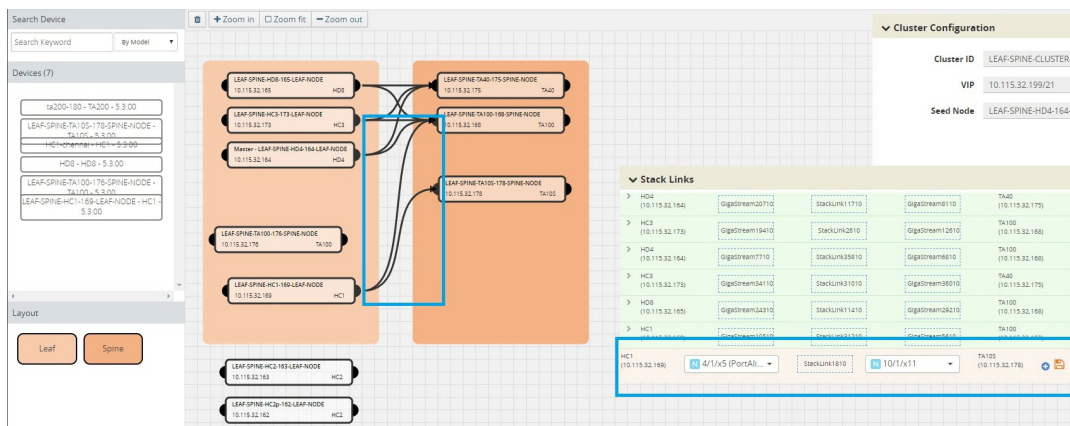 Search Device
Search Keyword
By Model
Devices (7)
ta200-180 - TA200 - 5.3.00
LEAF-SPINE-TA10S-178-SPINE-NODE -
TA10S - 5.3.00
HC1-chennai - HC1 - 5.3.00
HD8 - HD8 - 5.3.00
LEAF-SPINE-TA100-176-SPINE-NODE -
TA100 - 5.3.00
LEAF-SPINE-HC1-169-LEAF-NODE - HC1 -
5.3.00
Layout
Leaf
Spine
Zoom in
Zoom fit
Zoom out
LEAF-SPINE-HD8-165-LEAF-NODE
10.115.32.165 HD8
LEAF-SPINE-HC3-173-LEAF-NODE
10.115.32.173 HC3
Master - LEAF-SPINE-HD4-164-LEAF-NODE
10.115.32.164 HD4
LEAF-SPINE-TA100-176-SPINE-NODE
10.115.32.176 TA100
LEAF-SPINE-HC1-169-LEAF-NODE
10.115.32.169 HC1
LEAF-SPINE-HC2-163-LEAF-NODE
10.115.32.163 HC2
LEAF-SPINE-HC2p-162-LEAF-NODE
10.115.32.162 HC2
LEAF-SPINE-TA40-175-SPINE-NODE
10.115.32.175 TA40
LEAF-SPINE-TA100-168-SPINE-NODE
10.115.32.168 TA100
LEAF-SPINE-TA10S-178-SPINE-NODE
10.115.32.178 TA10S
Cluster Configuration
Cluster ID LEAF-SPINE-CLUSTER
VIP 10.115.32.199/21
Seed Node LEAF-SPINE-HD4-164-
Stack Links
HD4 GigaStream20710 StackLink11710 GigaStream8110 TA40
(10.115.32.164) (10.115.32.175)
HC3 GigaStream19410 StackLink2610 GigaStream12610 TA100
(10.115.32.173) (10.115.32.168)
HD4 GigaStream7710 StackLink35810 GigaStream6810 TA100
(10.115.32.164) (10.115.32.168)
HC3 GigaStream34110 StackLink31010 GigaStream36010 TA40
(10.115.32.173) (10.115.32.175)
HD8 GigaStream24310 StackLink11410 GigaStream29210 TA100
(10.115.32.165) (10.115.32.168)
HC1 TA100
HC1 N 4/1/x5 (PortAli... StackLink1810 N 10/1/x11 TA10S
(10.115.32.169) (10.115.32.178)